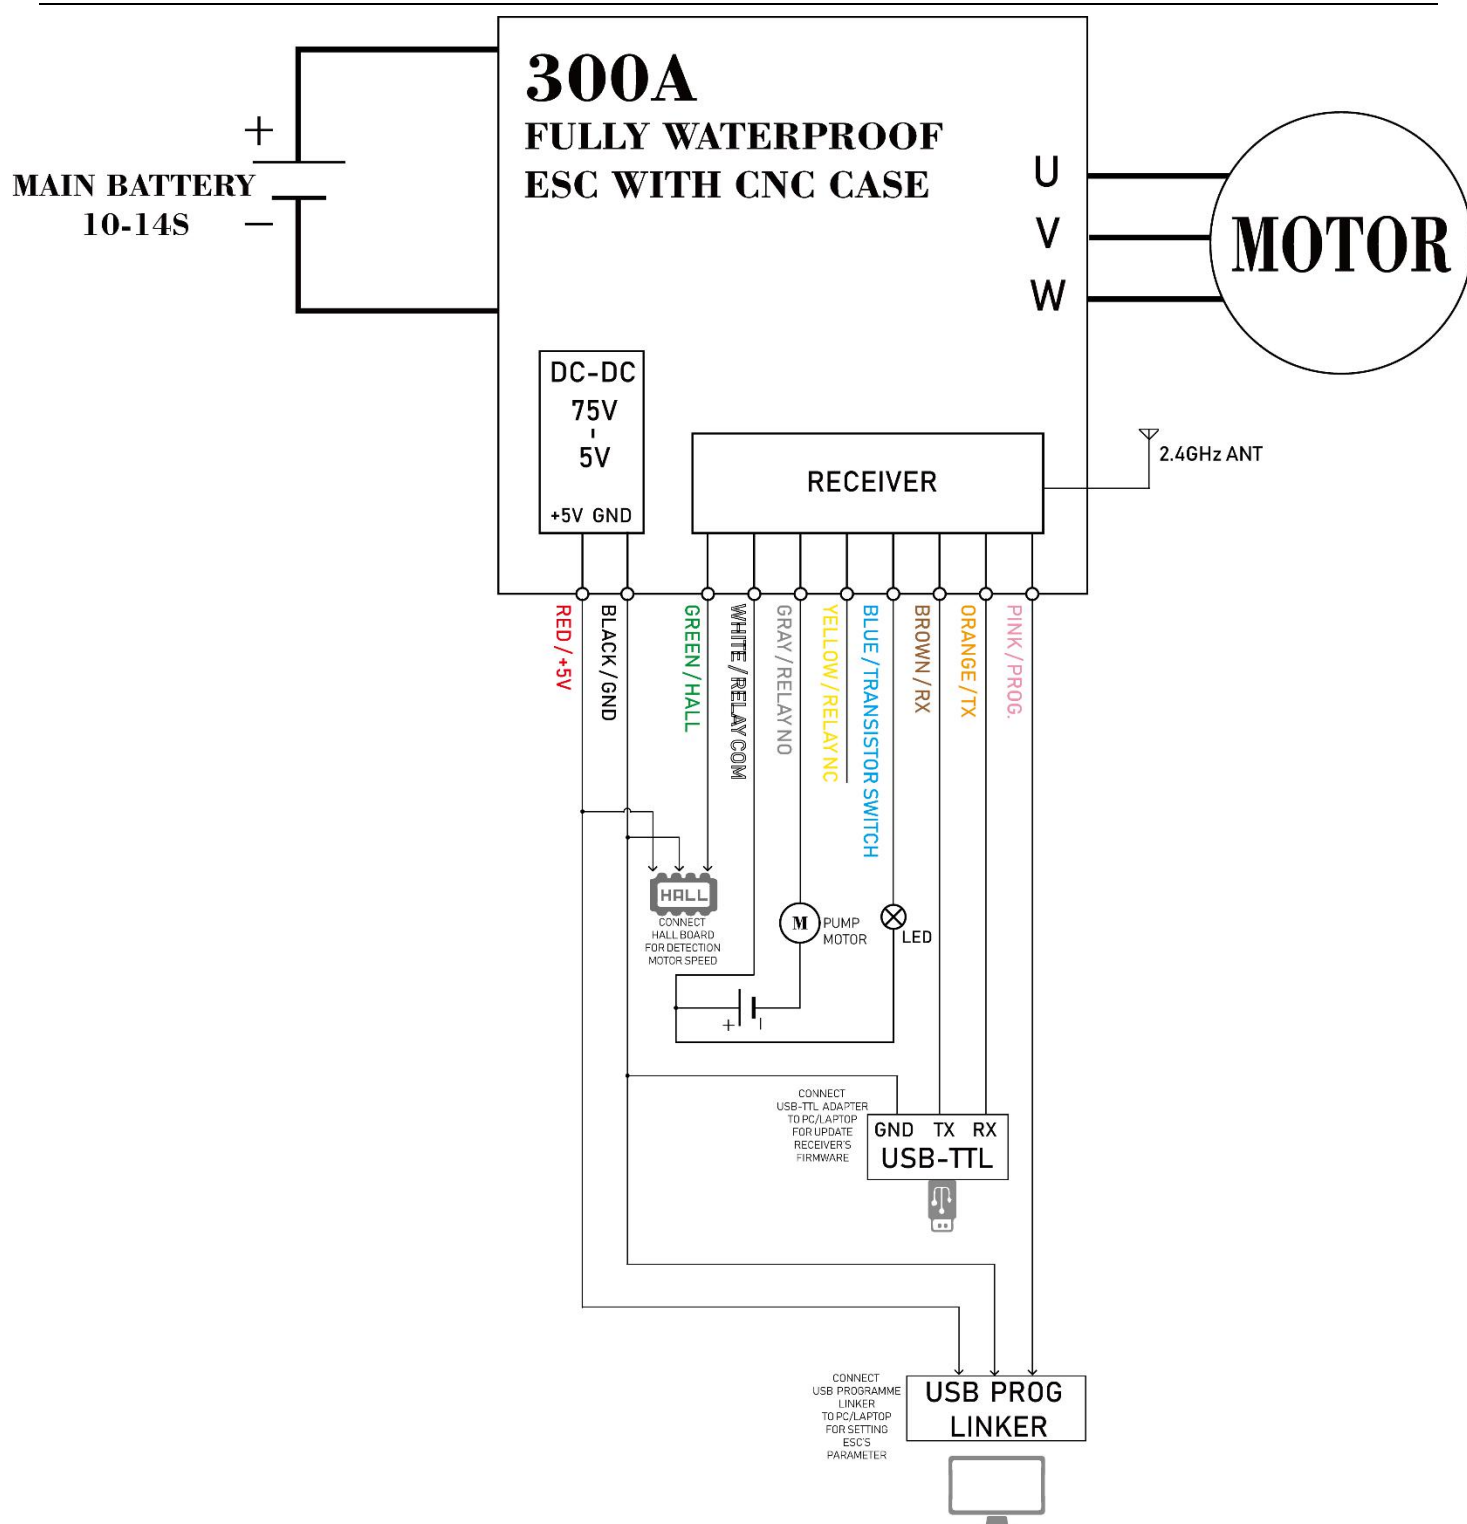 300A
FULLY WATERPROOF
ESC WITH CNC CASE
+
MAIN BATTERY
10-14S
−
U
V
W
MOTOR
DC-DC
75V
-
5V
+5V GND
RECEIVER
2.4GHz ANT
RED / +5V
BLACK / GND
GREEN / HALL
WHITE / RELAY COM
GRAY / RELAY NO
YELLOW / RELAY NC
BLUE / TRANSISTOR SWITCH
BROWN / RX
ORANGE / TX
PINK / PROG.
HALL
CONNECT
HALL BOARD
FOR DETECTION
MOTOR SPEED
M
PUMP
MOTOR
LED
+ −
CONNECT
USB-TTL ADAPTER
TO PC/LAPTOP
FOR UPDATE
RECEIVER'S
FIRMWARE
GND TX RX
USB-TTL
CONNECT
USB PROGRAMME
LINKER
TO PC/LAPTOP
FOR SETTING
ESC'S
PARAMETER
USB PROG
LINKER